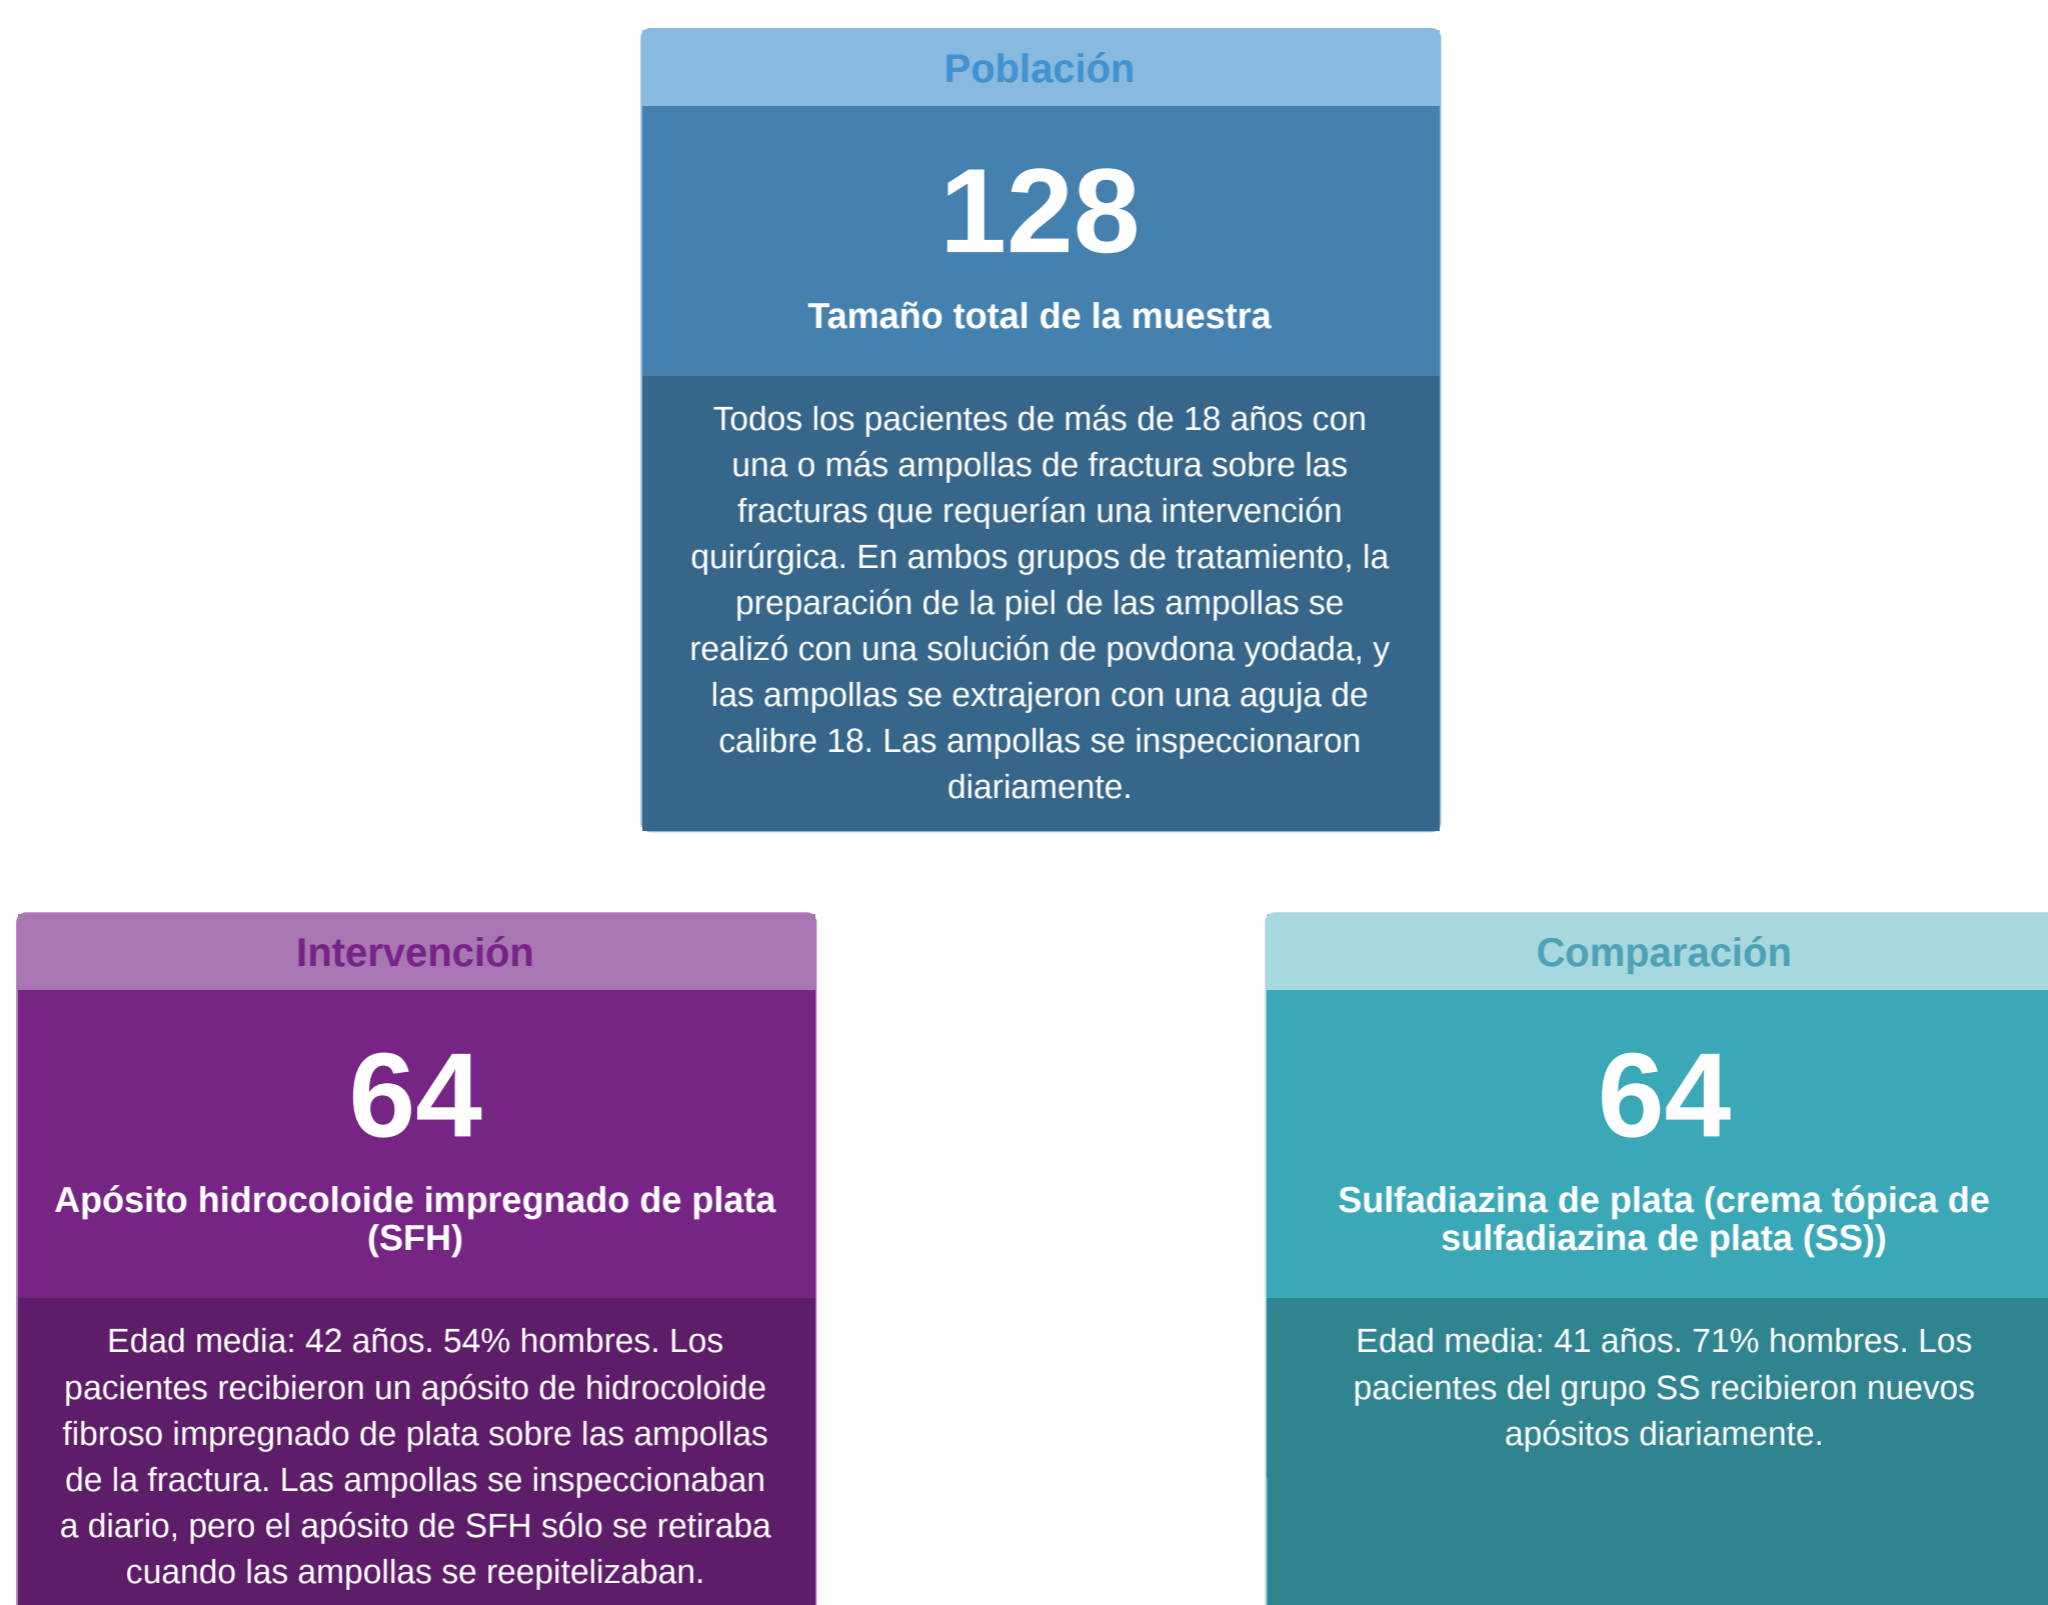 Población
128
Tamaño total de la muestra
Todos los pacientes de más de 18 años con
una o más ampollas de fractura sobre las
fracturas que requerían una intervención
quirúrgica. En ambos grupos de tratamiento, la
preparación de la piel de las ampollas se
realizó con una solución de povdona yodada, y
las ampollas se extrajeron con una aguja de
calibre 18. Las ampollas se inspeccionaron
diariamente.
Intervención
64
Apósito hidrocoloide impregnado de plata
(SFH)
Edad media: 42 años. 54% hombres. Los
pacientes recibieron un apósito de hidrocoloide
fibroso impregnado de plata sobre las ampollas
de la fractura. Las ampollas se inspeccionaban
a diario, pero el apósito de SFH sólo se retiraba
cuando las ampollas se reepitelizaban.
Comparación
64
Sulfadiazina de plata (crema tópica de
sulfadiazina de plata (SS))
Edad media: 41 años. 71% hombres. Los
pacientes del grupo SS recibieron nuevos
apósitos diariamente.